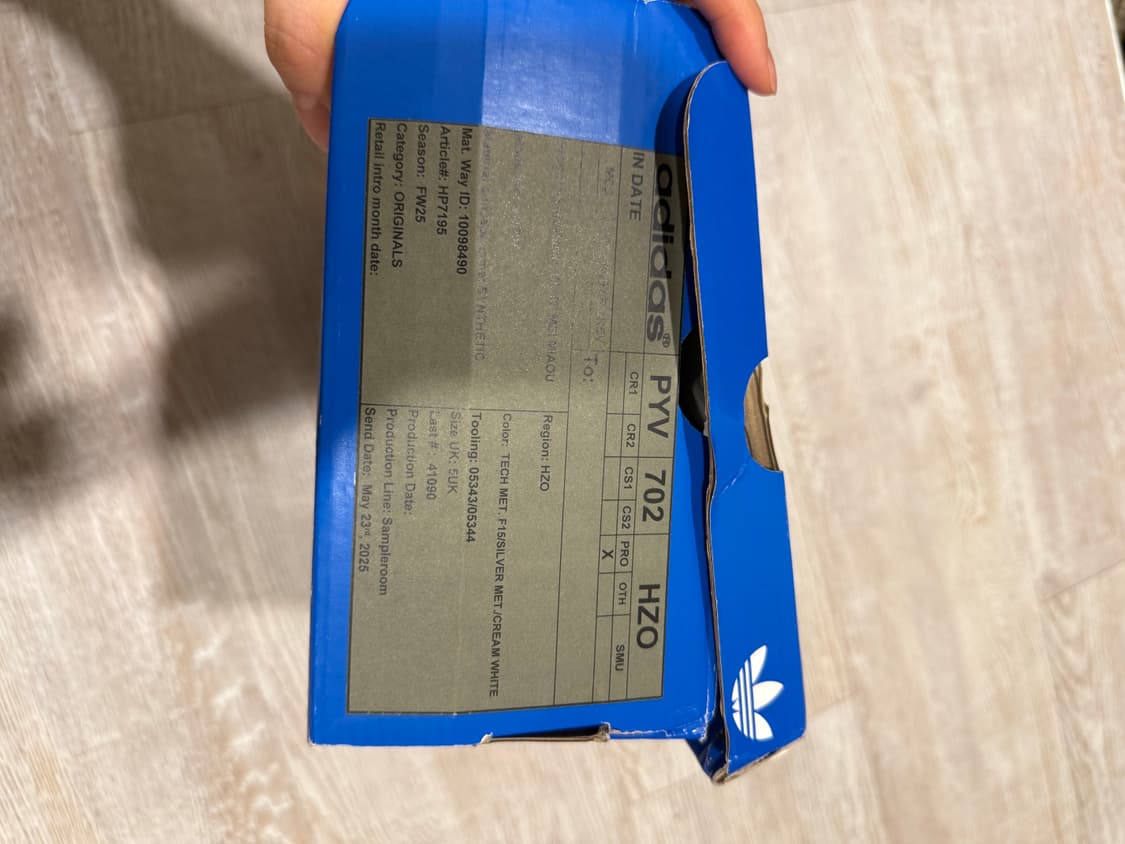 adidas® PYV 702 HZO
IN DATE CR1 CR2 CS1 CS2 PRO OTH SMU
X
To:
MIAOU
Region: HZO
Color: TECH MET. F15/SILVER MET./CREAM WHITE
SYNTHETIC
Tooling: 05343/05344
Mat. Way ID: 10098490
Size UK: 5UK
Article#: HP7195
Last #: 41090
Season: FW25
Production Date:
Category: ORIGINALS
Production Line: Sampleroom
Retail intro month date:
Send Date: May 23rd, 2025